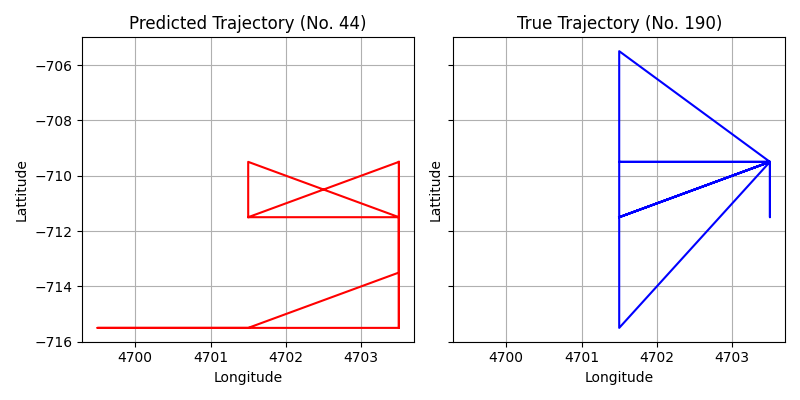 Predicted Trajectory (No. 44)
True Trajectory (No. 190)
−706
−708
−710
−712
−714
−716
Lattitude
Lattitude
4700 4701 4702 4703
4700 4701 4702 4703
Longitude
Longitude